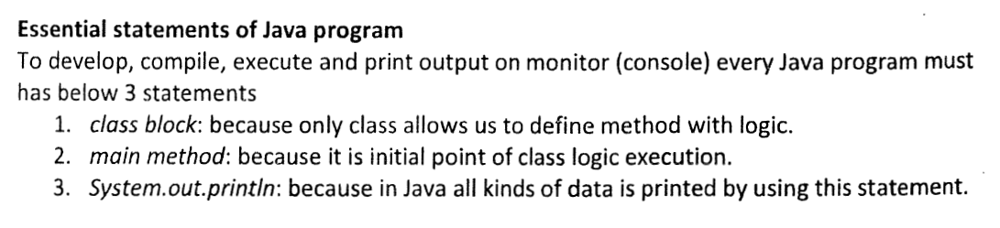 Essential statements of Java program
To develop, compile, execute and print output on monitor (console) every Java program must
has below 3 statements
1. class block: because only class allows us to define method with logic.
2. main method: because it is initial point of class logic execution.
3. System.out.println: because in Java all kinds of data is printed by using this statement.